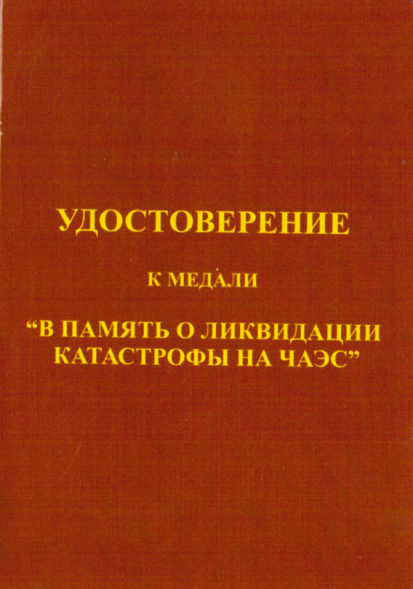 УДОСТОВЕРЕНИЕ
К МЕДАЛИ
“В ПАМЯТЬ О ЛИКВИДАЦИИ
КАТАСТРОФЫ НА ЧАЭС”